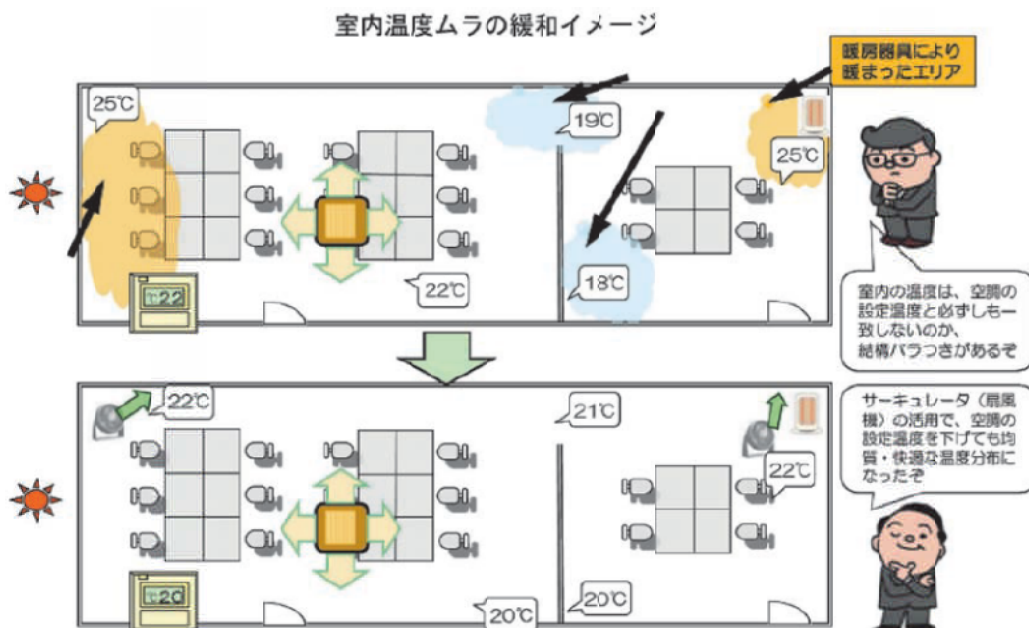 室内温度ムラの緩和イメージ
暖房器具により
暖まったエリア
25℃
19℃
25℃
22℃
18℃
℃22
室内の温度は、空調の
設定温度と必ずしも一
致しないのか、
結構バラつきがあるぞ
22℃
21℃
サーキュレータ（扇風
機）の活用で、空調の
設定温度を下げても均
質・快適な温度分布に
なったぞ
22℃
℃20
20℃
20℃